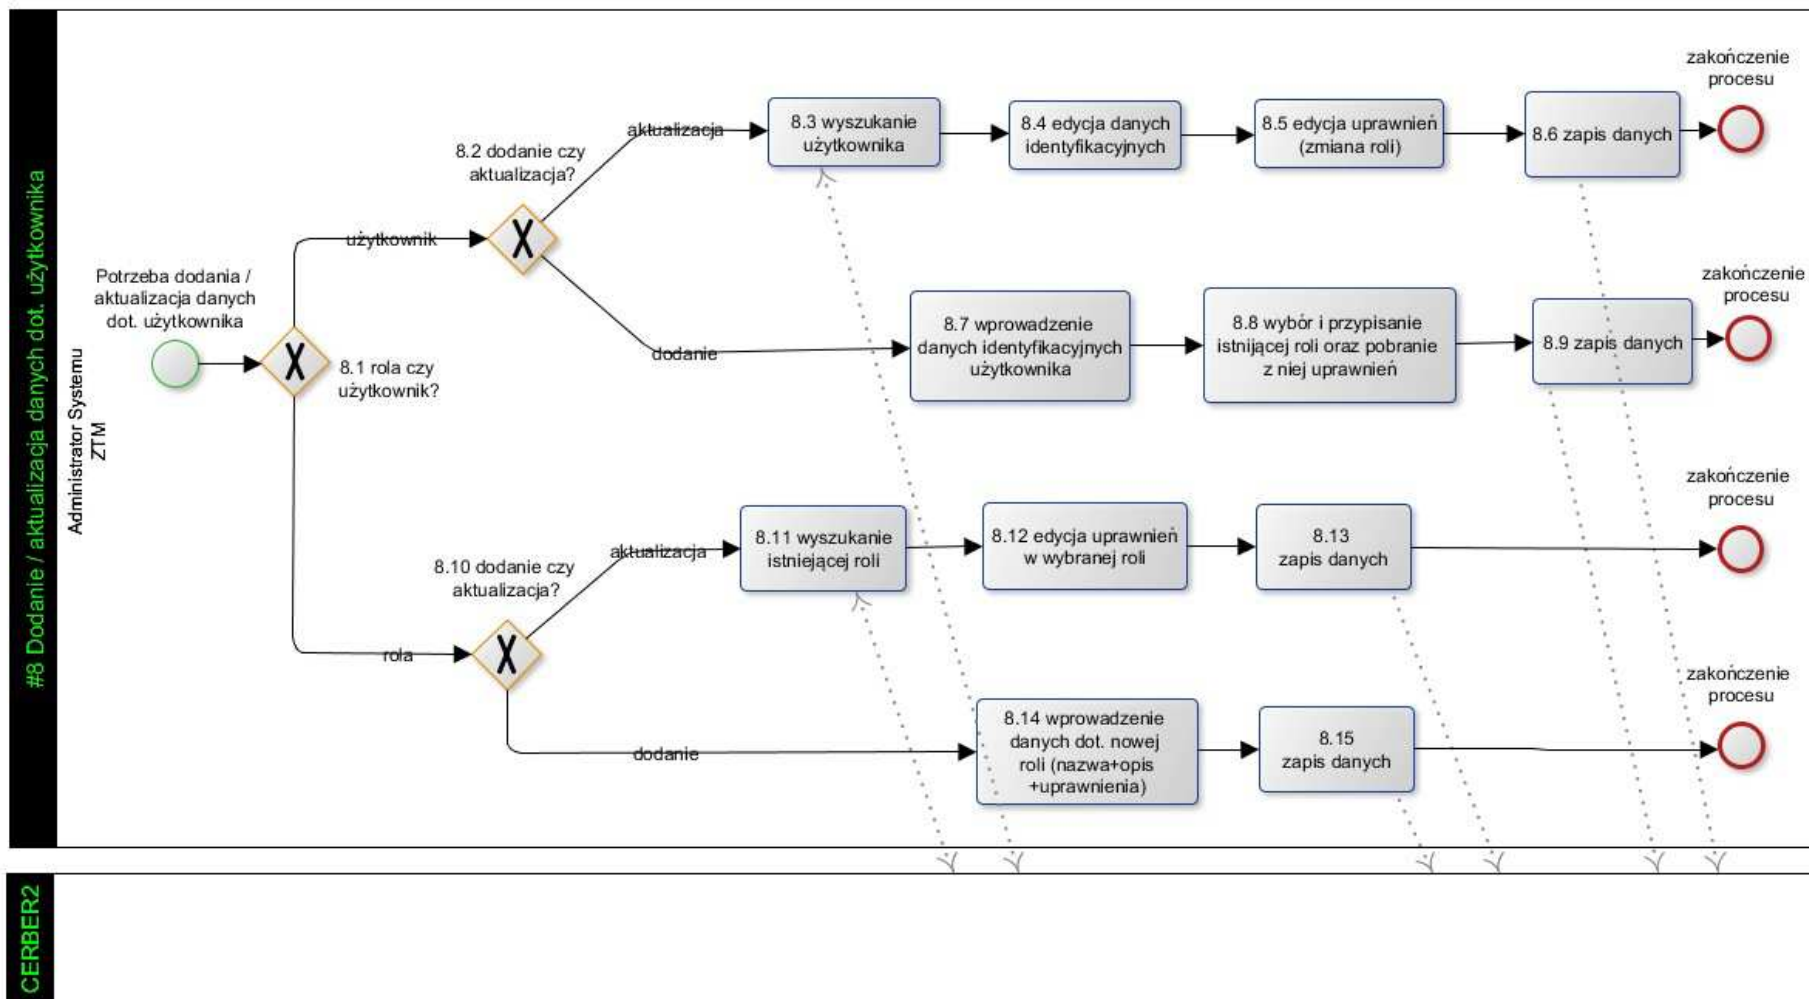 #8 Dodanie / aktualizacja danych dot. użytkownika
Administrator Systemu
ZTM
Potrzeba dodania /
aktualizacja danych
dot. użytkownika
8.1 rola czy
użytkownik?
użytkownik
8.2 dodanie czy
aktualizacja?
aktualizacja
8.3 wyszukanie
użytkownika
8.4 edycja danych
identyfikacyjnych
8.5 edycja uprawnień
(zmiana roli)
8.6 zapis danych
zakończenie
procesu
dodanie
8.7 wprowadzenie
danych identyfikacyjnych
użytkownika
8.8 wybór i przypisanie
istnijącej roli oraz pobranie
z niej uprawnień
8.9 zapis danych
zakończenie
procesu
rola
8.10 dodanie czy
aktualizacja?
aktualizacja
8.11 wyszukanie
istniejącej roli
8.12 edycja uprawnień
w wybranej roli
8.13
zapis danych
zakończenie
procesu
dodanie
8.14 wprowadzenie
danych dot. nowej
roli (nazwa+opis
+uprawnienia)
8.15
zapis danych
zakończenie
procesu
CERBER2